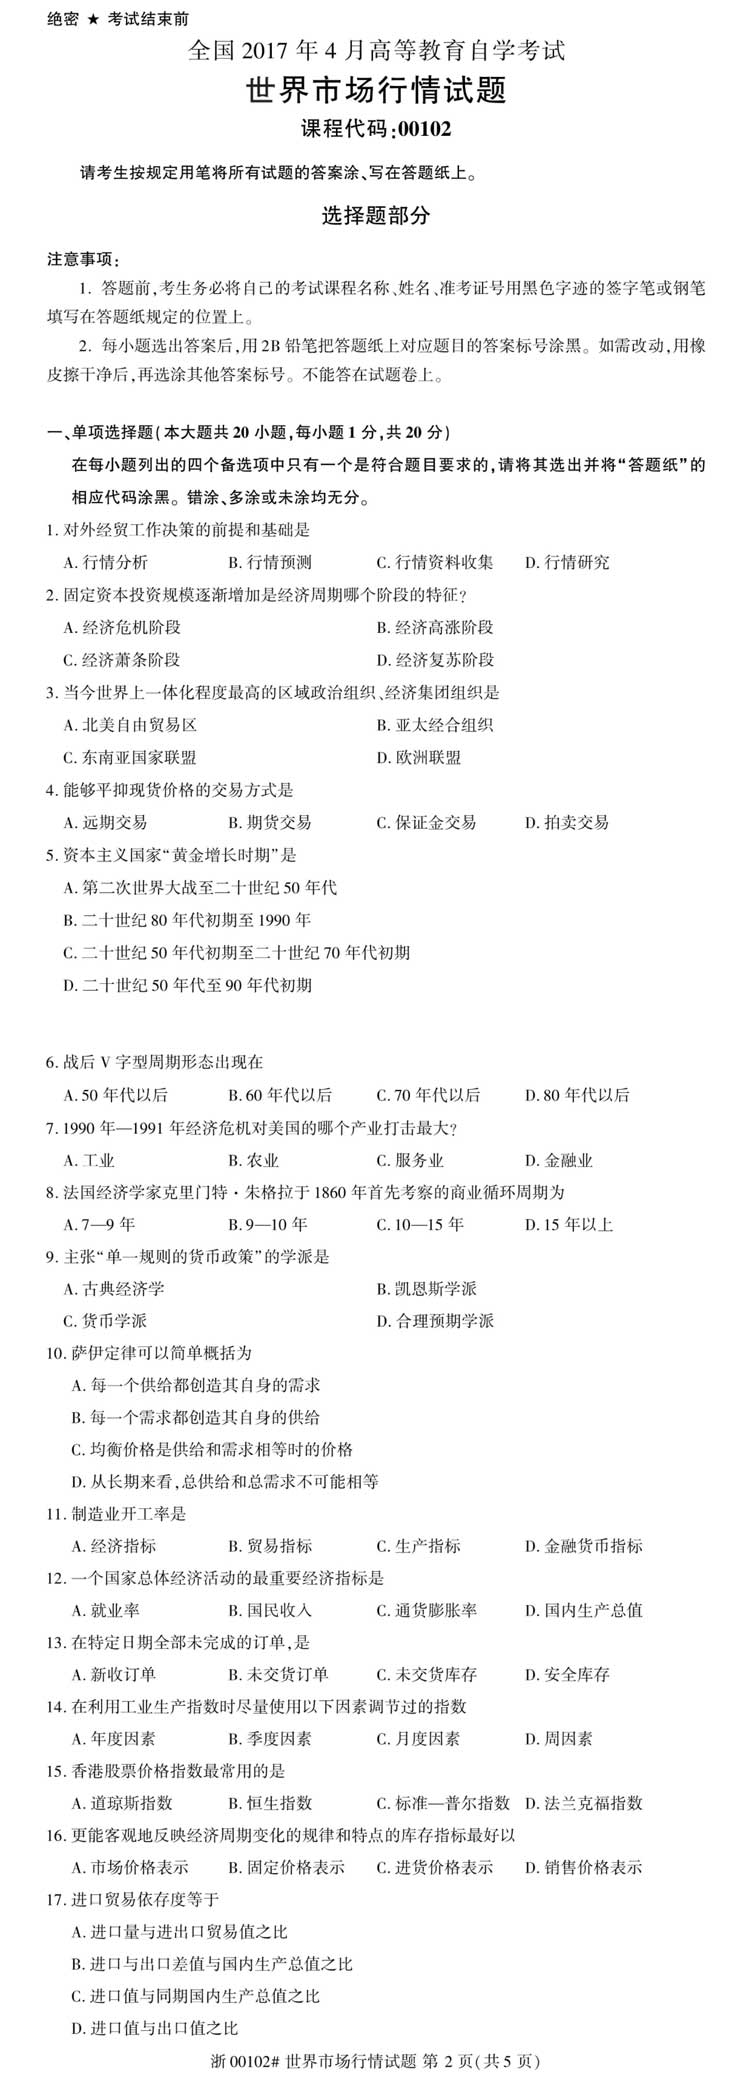 绝密 ★ 考试结束前
全国 2017 年 4 月高等教育自学考试
世界市场行情试题
课程代码:00102
请考生按规定用笔将所有试题的答案涂、写在答题纸上。
选择题部分
注意事项:
1. 答题前,考生务必将自己的考试课程名称、姓名、准考证号用黑色字迹的签字笔或钢笔
填写在答题纸规定的位置上。
2. 每小题选出答案后,用 2B 铅笔把答题纸上对应题目的答案标号涂黑。如需改动,用橡
皮擦干净后,再选涂其他答案标号。不能答在试题卷上。
一、单项选择题(本大题共 20 小题,每小题 1 分,共 20 分)
在每小题列出的四个备选项中只有一个是符合题目要求的,请将其选出并将“答题纸”的
相应代码涂黑。错涂、多涂或未涂均无分。
1. 对外经贸工作决策的前提和基础是
A. 行情分析 B. 行情预测 C. 行情资料收集 D. 行情研究
2. 固定资本投资规模逐渐增加是经济周期哪个阶段的特征?
A. 经济危机阶段 B. 经济高涨阶段
C. 经济萧条阶段 D. 经济复苏阶段
3. 当今世界上一体化程度最高的区域政治组织、经济集团组织是
A. 北美自由贸易区 B. 亚太经合组织
C. 东南亚国家联盟 D. 欧洲联盟
4. 能够平抑现货价格的交易方式是
A. 远期交易 B. 期货交易 C. 保证金交易 D. 拍卖交易
5. 资本主义国家“黄金增长时期”是
A. 第二次世界大战至二十世纪 50 年代
B. 二十世纪 80 年代初期至 1990 年
C. 二十世纪 50 年代初期至二十世纪 70 年代初期
D. 二十世纪 50 年代至 90 年代初期
6. 战后 V 字型周期形态出现在
A. 50 年代以后 B. 60 年代以后 C. 70 年代以后 D. 80 年代以后
7. 1990 年—1991 年经济危机对美国的哪个产业打击最大?
A. 工业 B. 农业 C. 服务业 D. 金融业
8. 法国经济学家克里门特·朱格拉于 1860 年首先考察的商业循环周期为
A. 7—9 年 B. 9—10 年 C. 10—15 年 D. 15 年以上
9. 主张“单一规则的货币政策”的学派是
A. 古典经济学 B. 凯恩斯学派
C. 货币学派 D. 合理预期学派
10. 萨伊定律可以简单概括为
A. 每一个供给都创造其自身的需求
B. 每一个需求都创造其自身的供给
C. 均衡价格是供给和需求相等时的价格
D. 从长期来看,总供给和总需求不可能相等
11. 制造业开工率是
A. 经济指标 B. 贸易指标 C. 生产指标 D. 金融货币指标
12. 一个国家总体经济活动的最重要经济指标是
A. 就业率 B. 国民收入 C. 通货膨胀率 D. 国内生产总值
13. 在特定日期全部未完成的订单,是
A. 新收订单 B. 未交货订单 C. 未交货库存 D. 安全库存
14. 在利用工业生产指数时尽量使用以下因素调节过的指数
A. 年度因素 B. 季度因素 C. 月度因素 D. 周因素
15. 香港股票价格指数最常用的是
A. 道琼斯指数 B. 恒生指数 C. 标准—普尔指数 D. 法兰克福指数
16. 更能客观地反映经济周期变化的规律和特点的库存指标最好以
A. 市场价格表示 B. 固定价格表示 C. 进货价格表示 D. 销售价格表示
17. 进口贸易依存度等于
A. 进口量与进出口贸易值之比
B. 进口与出口差值与国内生产总值之比
C. 进口值与同期国内生产总值之比
D. 进口值与出口值之比
浙 00102# 世界市场行情试题 第 2 页(共 5 页)